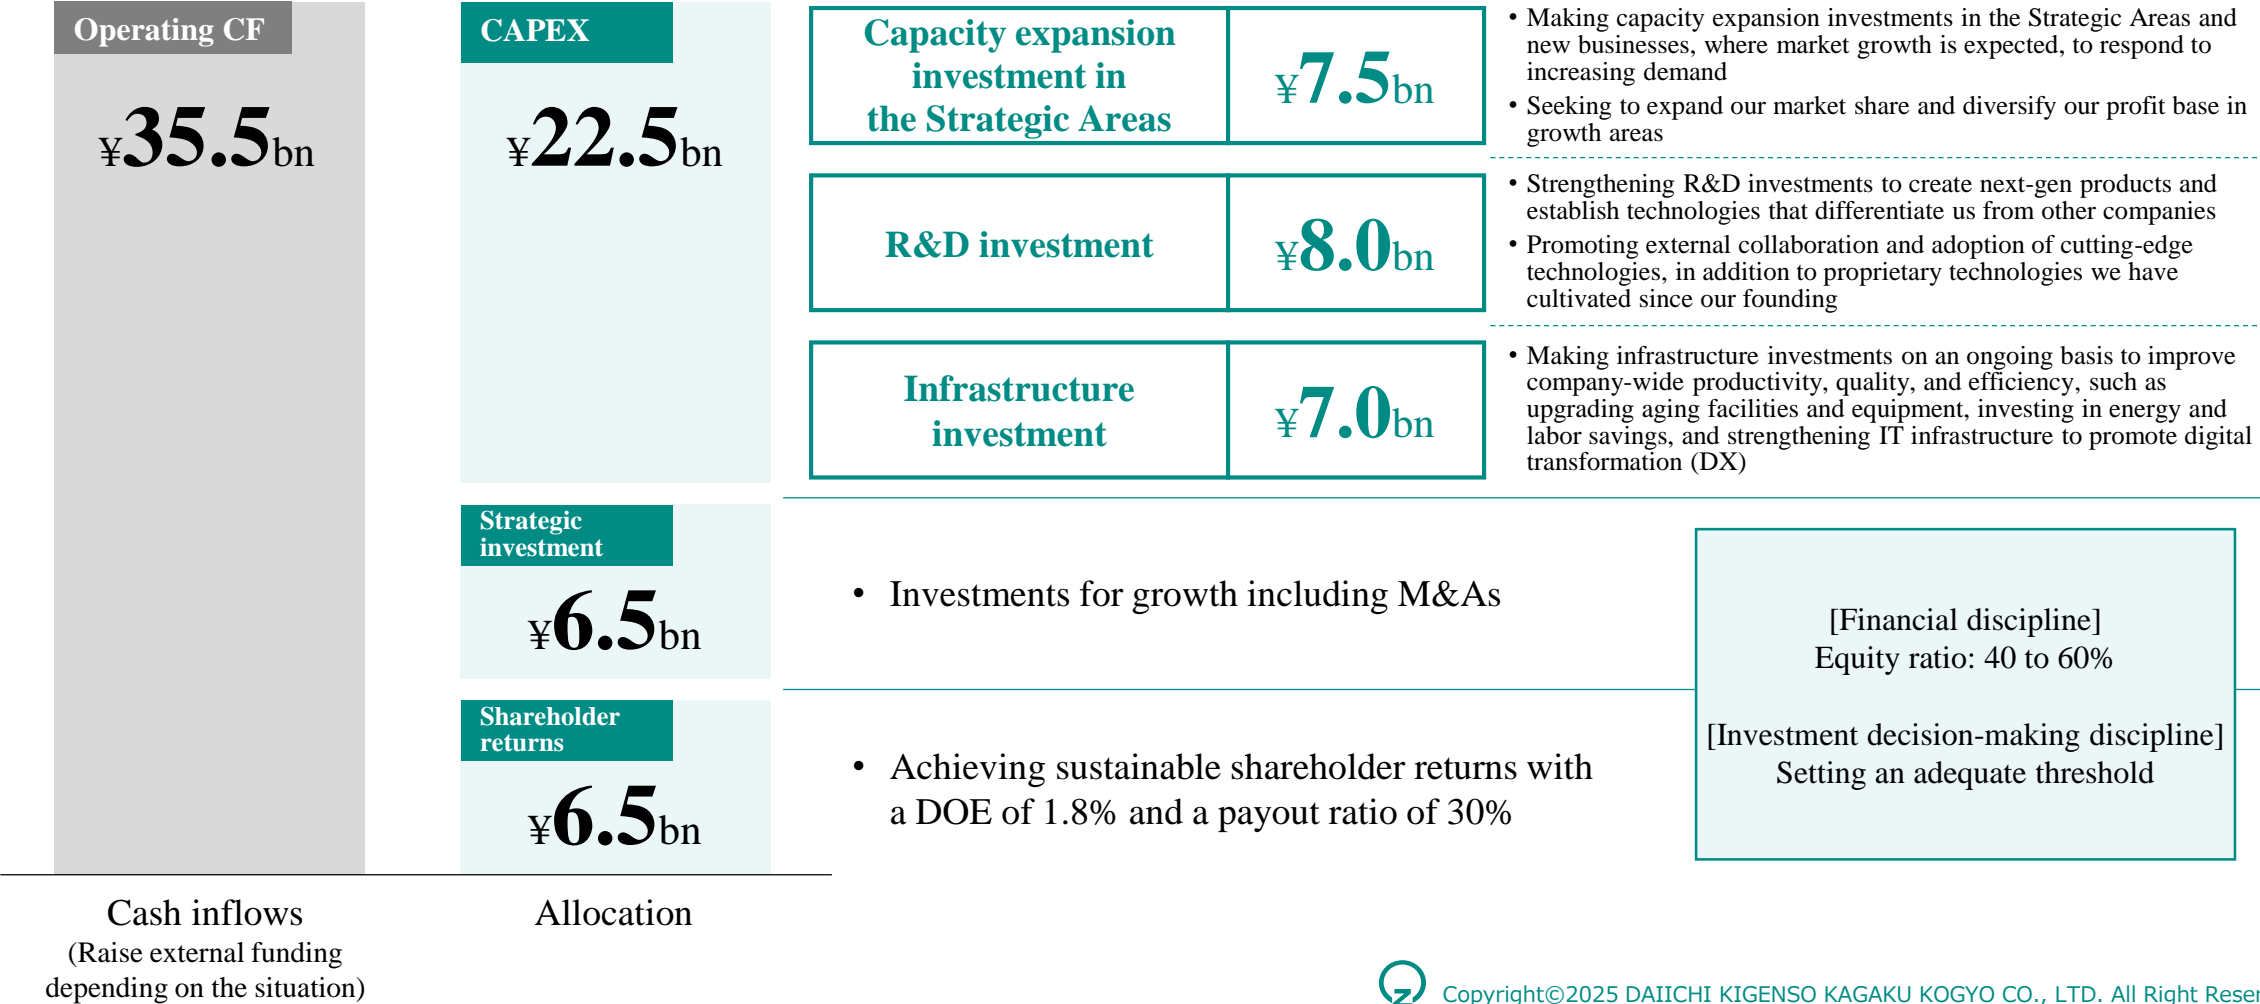 Operating CF
¥35.5bn
CAPEX
¥22.5bn
Capacity expansion
investment in
the Strategic Areas
¥7.5bn
• Making capacity expansion investments in the Strategic Areas and
new businesses, where market growth is expected, to respond to
increasing demand
• Seeking to expand our market share and diversify our profit base in
growth areas
R&D investment
¥8.0bn
• Strengthening R&D investments to create next-gen products and
establish technologies that differentiate us from other companies
• Promoting external collaboration and adoption of cutting-edge
technologies, in addition to proprietary technologies we have
cultivated since our founding
Infrastructure
investment
¥7.0bn
• Making infrastructure investments on an ongoing basis to improve
company-wide productivity, quality, and efficiency, such as
upgrading aging facilities and equipment, investing in energy and
labor savings, and strengthening IT infrastructure to promote digital
transformation (DX)
Strategic
investment
¥6.5bn
• Investments for growth including M&As
Shareholder
returns
¥6.5bn
• Achieving sustainable shareholder returns with
a DOE of 1.8% and a payout ratio of 30%
[Financial discipline]
Equity ratio: 40 to 60%
[Investment decision-making discipline]
Setting an adequate threshold
Cash inflows
(Raise external funding
depending on the situation)
Allocation
Copyright©2025 DAIICHI KIGENSO KAGAKU KOGYO CO., LTD. All Right